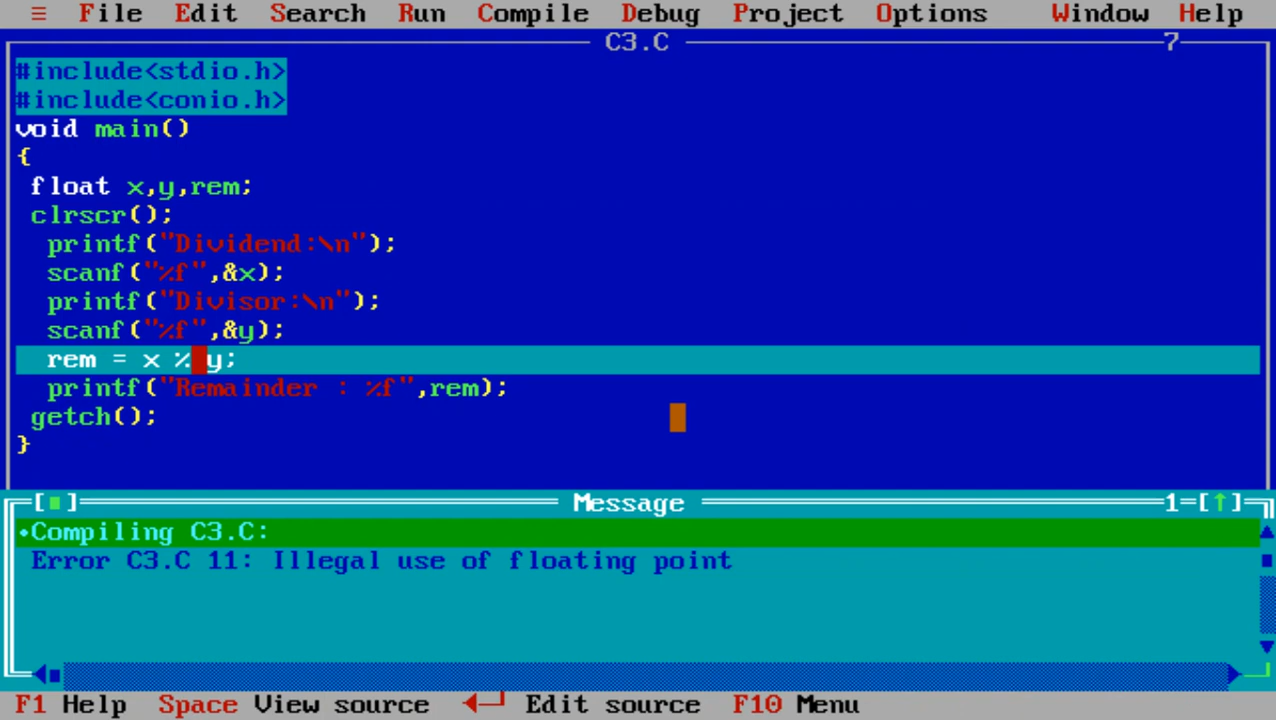 ≡ File Edit Search Run Compile Debug Project Options Window Help
C3.C 7
#include<stdio.h>
#include<conio.h>
void main()
{
float x,y,rem;
clrscr();
printf("Dividend:\n");
scanf("%f",&x);
printf("Divisor:\n");
scanf("%f",&y);
rem = x % y;
printf("Remainder : %f",rem);
getch();
}
[■] Message 1=[↑]
•Compiling C3.C:
Error C3.C 11: Illegal use of floating point
F1 Help Space View source ←┘ Edit source F10 Menu